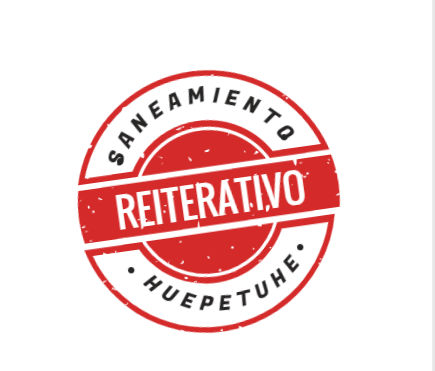 SANEAMIENTO
REITERATIVO
• HUEPETUHE •